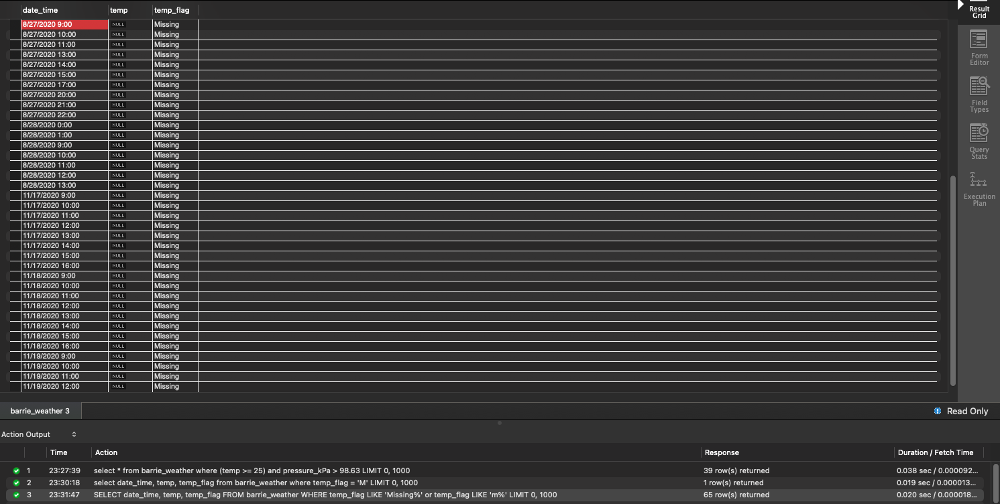 date_time temp temp_flag
Result
Grid
8/27/2020 9:00 NULL Missing
8/27/2020 10:00 NULL Missing
8/27/2020 11:00 NULL Missing
8/27/2020 13:00 NULL Missing
8/27/2020 14:00 NULL Missing
8/27/2020 15:00 NULL Missing
8/27/2020 17:00 NULL Missing
8/27/2020 20:00 NULL Missing
8/27/2020 21:00 NULL Missing
8/27/2020 22:00 NULL Missing
8/28/2020 0:00 NULL Missing
8/28/2020 1:00 NULL Missing
8/28/2020 9:00 NULL Missing
8/28/2020 10:00 NULL Missing
8/28/2020 11:00 NULL Missing
8/28/2020 12:00 NULL Missing
8/28/2020 13:00 NULL Missing
11/17/2020 9:00 NULL Missing
11/17/2020 10:00 NULL Missing
11/17/2020 11:00 NULL Missing
11/17/2020 12:00 NULL Missing
11/17/2020 13:00 NULL Missing
11/17/2020 14:00 NULL Missing
11/17/2020 15:00 NULL Missing
11/17/2020 16:00 NULL Missing
11/18/2020 9:00 NULL Missing
11/18/2020 10:00 NULL Missing
11/18/2020 11:00 NULL Missing
11/18/2020 12:00 NULL Missing
11/18/2020 13:00 NULL Missing
11/18/2020 14:00 NULL Missing
11/18/2020 15:00 NULL Missing
11/18/2020 16:00 NULL Missing
11/19/2020 9:00 NULL Missing
11/19/2020 10:00 NULL Missing
11/19/2020 11:00 NULL Missing
11/19/2020 12:00 NULL Missing
Form
Editor
Field
Types
Query
Stats
Execution
Plan
barrie_weather 3 Read Only
Action Output
Time Action Response Duration / Fetch Time
1 23:27:39 select * from barrie_weather where (temp >= 25) and pressure_kPa > 98.63 LIMIT 0, 1000 39 row(s) returned 0.038 sec / 0.000092...
2 23:30:18 select date_time, temp, temp_flag from barrie_weather where temp_flag = 'M' LIMIT 0, 1000 1 row(s) returned 0.019 sec / 0.000013...
3 23:31:47 SELECT date_time, temp, temp_flag FROM barrie_weather WHERE temp_flag LIKE 'Missing%' or temp_flag LIKE 'm%' LIMIT 0, 1000 65 row(s) returned 0.020 sec / 0.000018...